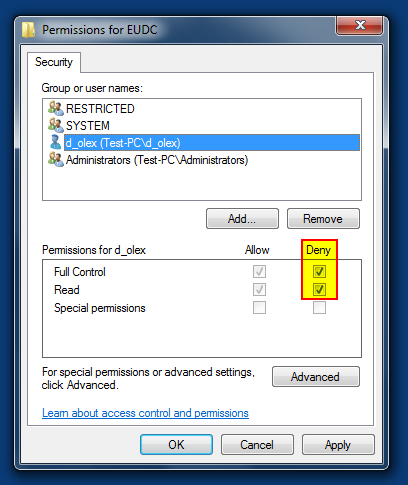 Permissions for EUDC
Security
Group or user names:
RESTRICTED
SYSTEM
d_olex (Test-PC\d_olex)
Administrators (Test-PC\Administrators)
Add...
Remove
Permissions for d_olex
Allow
Deny
Full Control
Read
Special permissions
For special permissions or advanced settings,
click Advanced.
Advanced
Learn about access control and permissions
OK
Cancel
Apply